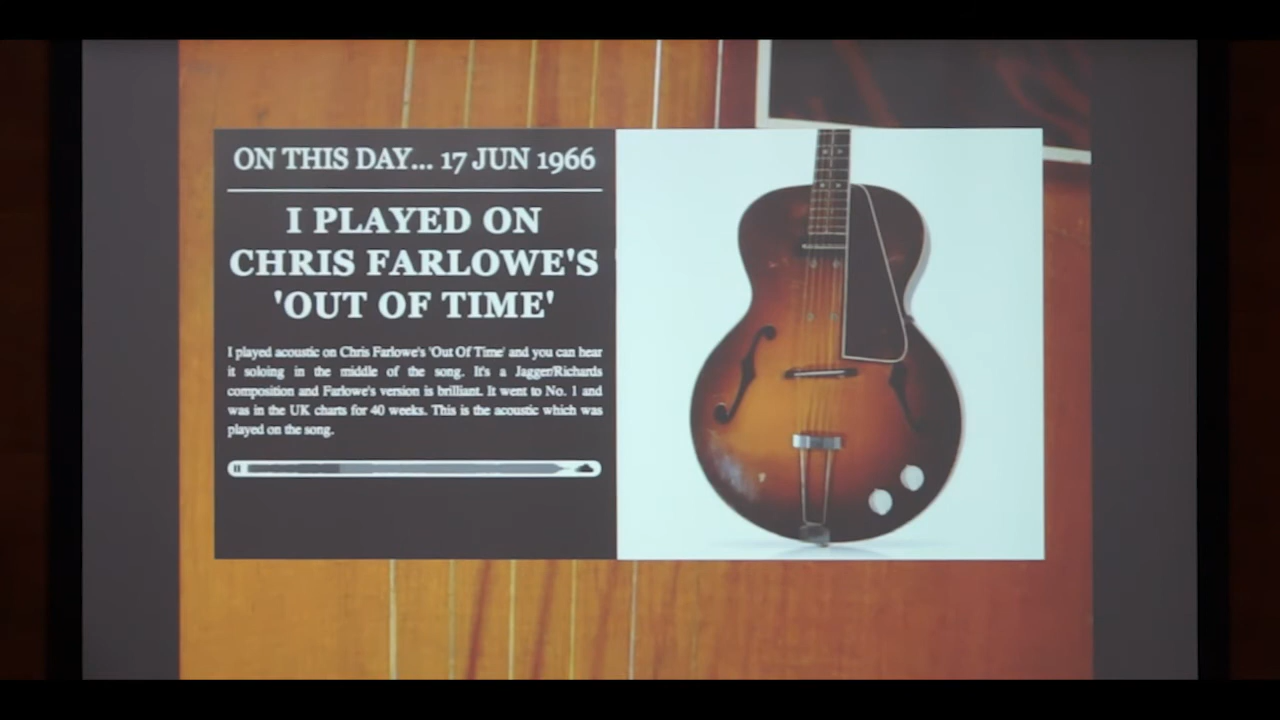 ON THIS DAY... 17 JUN 1966
I PLAYED ON
CHRIS FARLOWE'S
'OUT OF TIME'
I played acoustic on Chris Farlowe's 'Out Of Time' and you can hear
it soloing in the middle of the song. It's a Jagger/Richards
composition and Farlowe's version is brilliant. It went to No. 1 and
was in the UK charts for 40 weeks. This is the acoustic which was
played on the song.